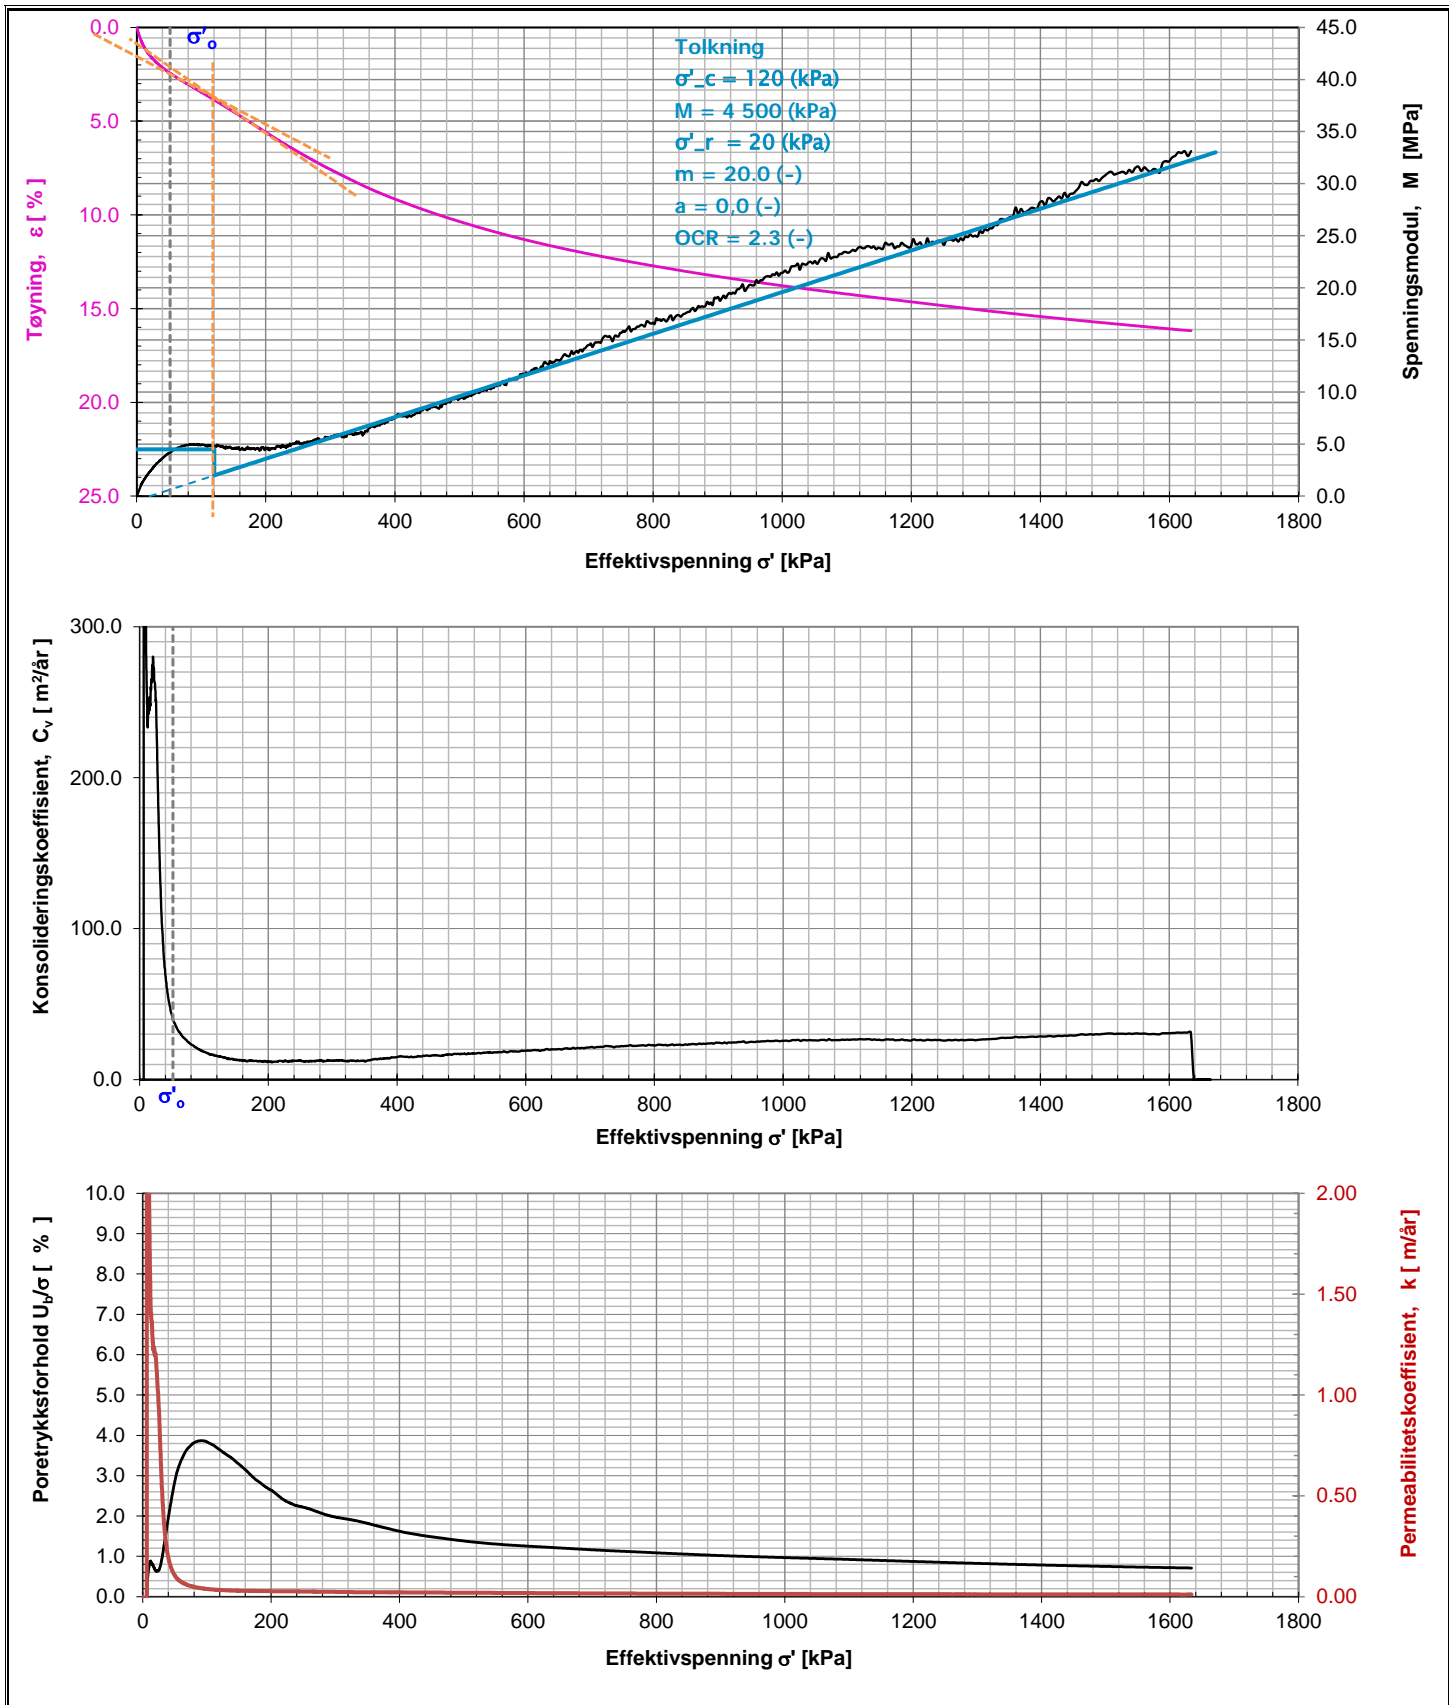 σ'o
Tolkning
σ'_c = 120 (kPa)
M = 4 500 (kPa)
σ'_r = 20 (kPa)
m = 20.0 (-)
a = 0,0 (-)
OCR = 2.3 (-)
0.0
5.0
10.0
15.0
20.0
25.0
Tøyning, ε [ % ]
45.0
40.0
35.0
30.0
25.0
20.0
15.0
10.0
5.0
0.0
Spenningsmodul, M [MPa]
0 200 400 600 800 1000 1200 1400 1600 1800
Effektivspenning σ' [kPa]
300.0
200.0
100.0
0.0
Konsolideringskoeffisient, Cv [ m²/år ]
σ'o
0 200 400 600 800 1000 1200 1400 1600 1800
Effektivspenning σ' [kPa]
10.0
9.0
8.0
7.0
6.0
5.0
4.0
3.0
2.0
1.0
0.0
Poretrykksforhold Ub/σ [ % ]
2.00
1.50
1.00
0.50
0.00
Permeabilitetskoeffisient, k [ m/år]
0 200 400 600 800 1000 1200 1400 1600 1800
Effektivspenning σ' [kPa]